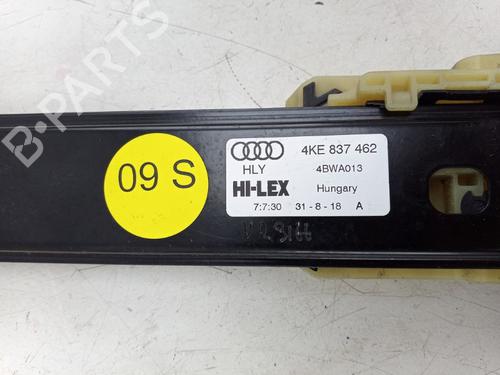 B-PARTS
09 S
4KE 837 462
HLY 4BWA013
HI-LEX Hungary
7:7:30 31-8-18 A